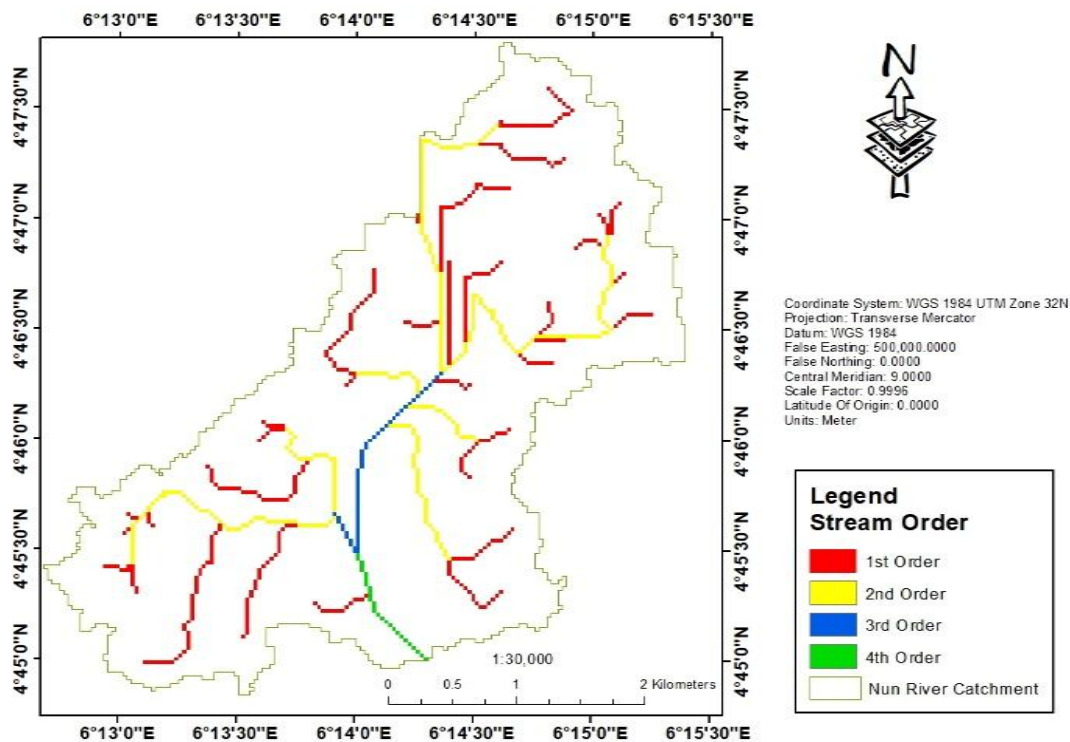 6°13'0"E 6°13'30"E 6°14'0"E 6°14'30"E 6°15'0"E 6°15'30"E
N
4°47'30"N 4°47'30"N
4°47'0"N 4°47'0"N
4°46'30"N 4°46'30"N
4°46'0"N 4°46'0"N
4°45'30"N 4°45'30"N
4°45'0"N 4°45'0"N
1:30,000
0 0.5 1 2 Kilometers
6°13'0"E 6°13'30"E 6°14'0"E 6°14'30"E 6°15'0"E 6°15'30"E
Coordinate System: WGS 1984 UTM Zone 32N
Projection: Transverse Mercator
Datum: WGS 1984
False Easting: 500,000.0000
False Northing: 0.0000
Central Meridian: 9.0000
Scale Factor: 0.9996
Latitude Of Origin: 0.0000
Units: Meter
Legend
Stream Order
1st Order
2nd Order
3rd Order
4th Order
Nun River Catchment